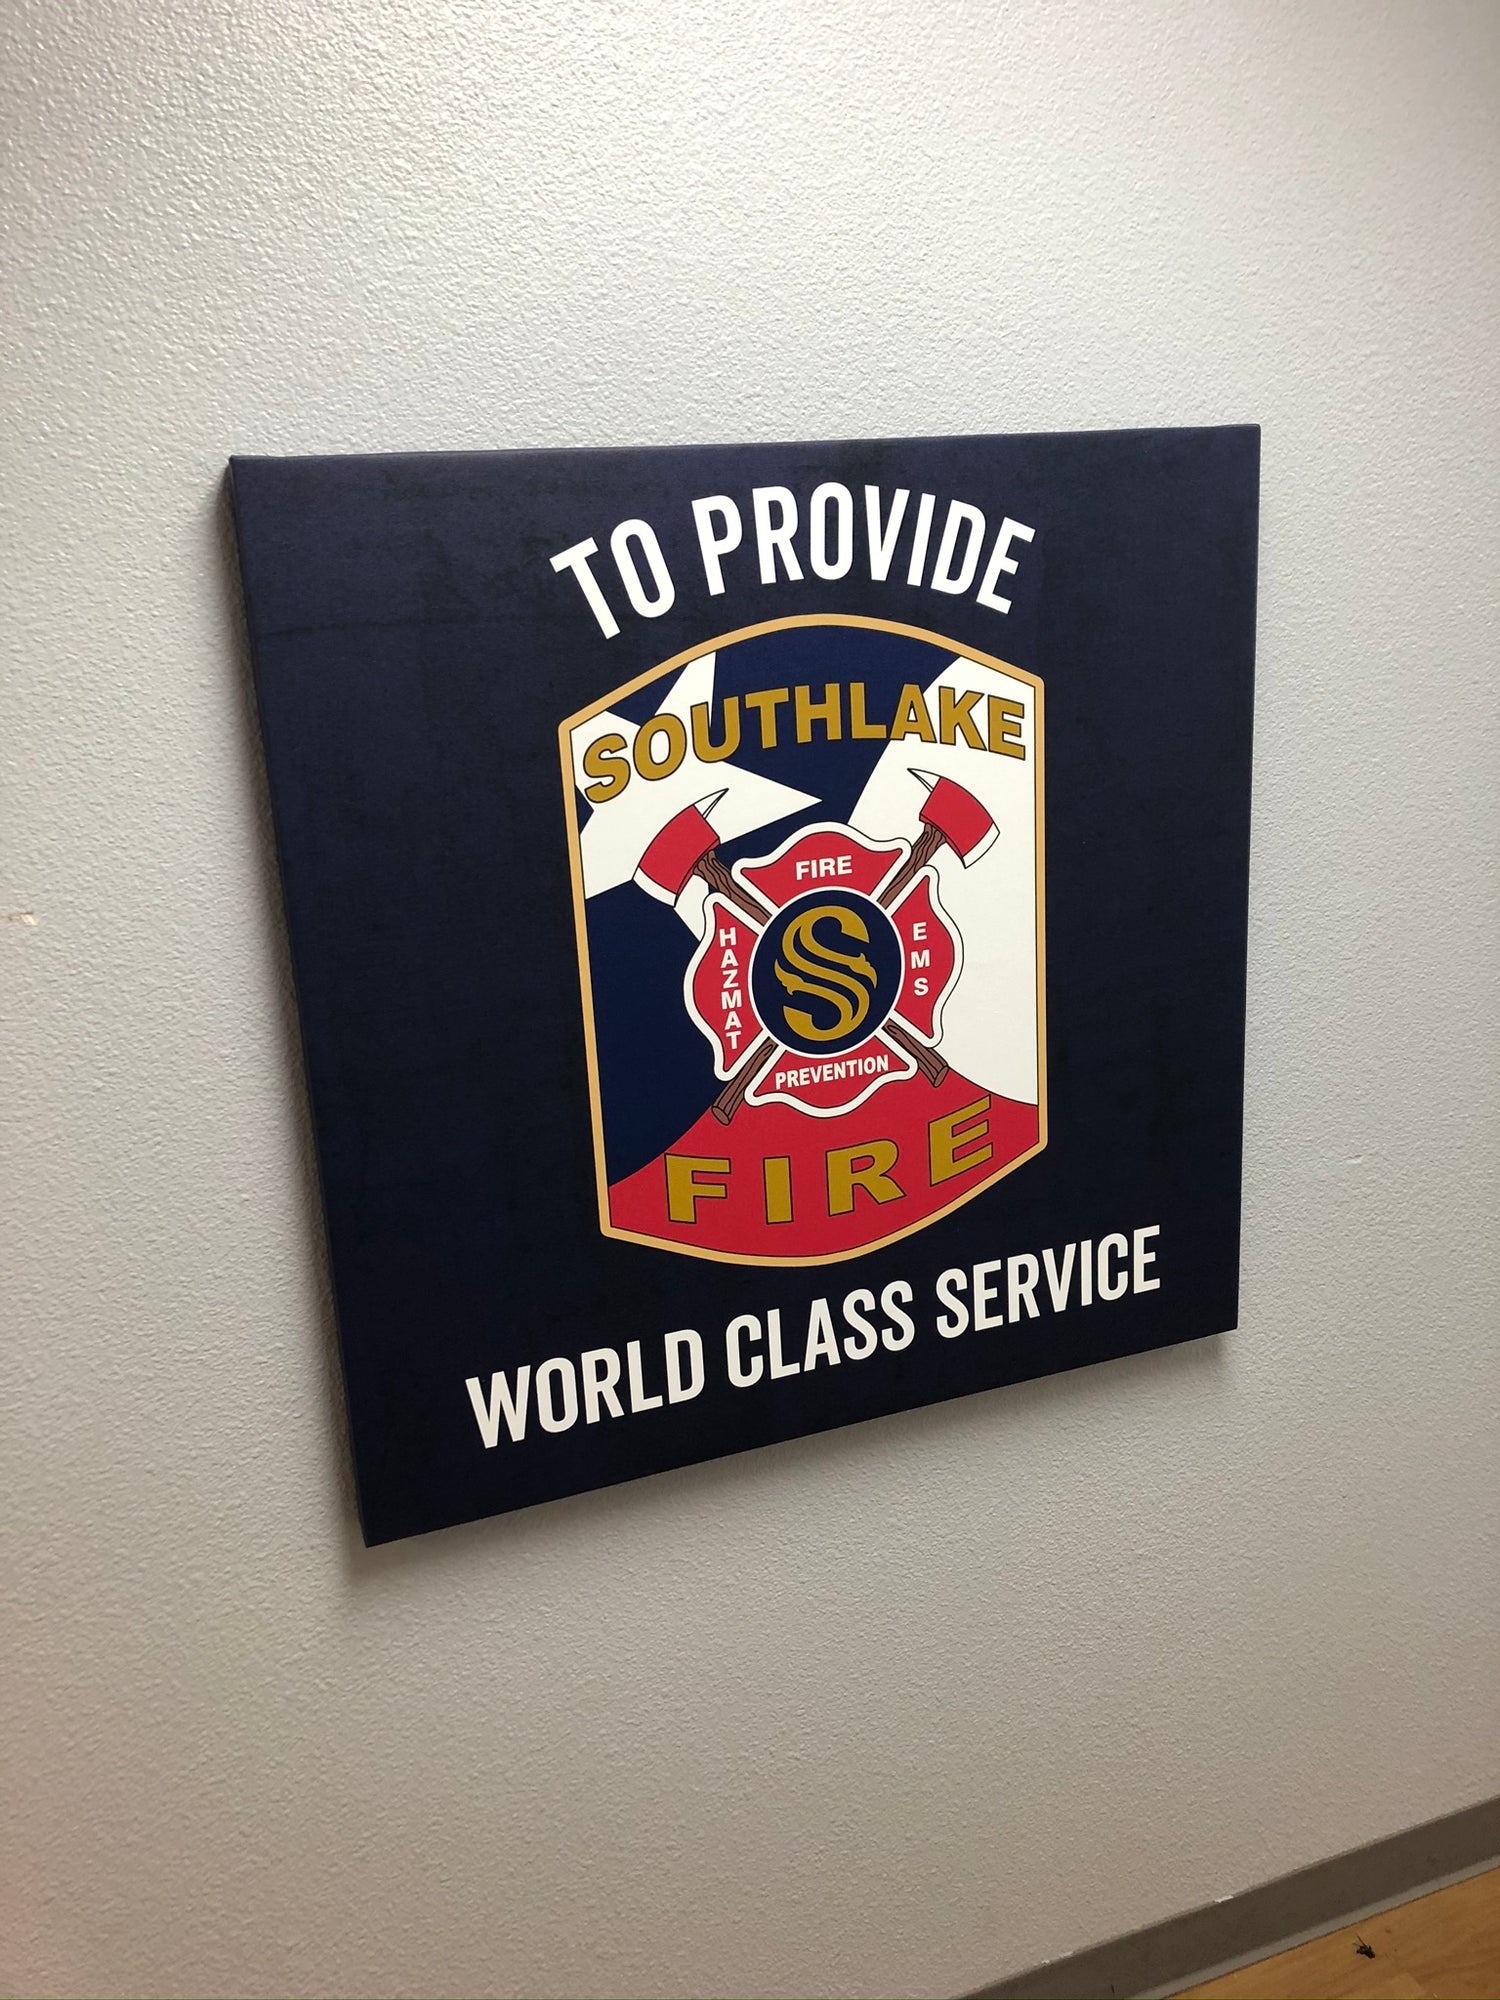 TO PROVIDE
SOUTHLAKE
FIRE
HAZMAT
S
EMS
PREVENTION
FIRE
WORLD CLASS SERVICE